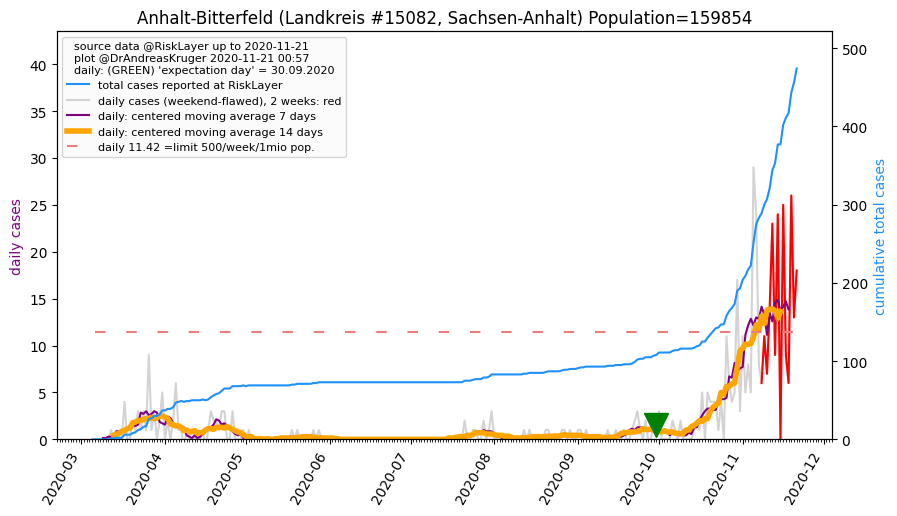 Anhalt-Bitterfeld (Landkreis #15082, Sachsen-Anhalt) Population=159854
source data @RiskLayer up to 2020-11-21
plot @DrAndreasKruger 2020-11-21 00:57
daily: (GREEN) 'expectation day' = 30.09.2020
total cases reported at RiskLayer
daily cases (weekend-flawed), 2 weeks: red
daily: centered moving average 7 days
daily: centered moving average 14 days
daily 11.42 =limit 500/week/1mio pop.
daily cases
40
35
30
25
20
15
10
5
0
500
400
300
200
100
0
cumulative total cases
2020-03
2020-04
2020-05
2020-06
2020-07
2020-08
2020-09
2020-10
2020-11
2020-12